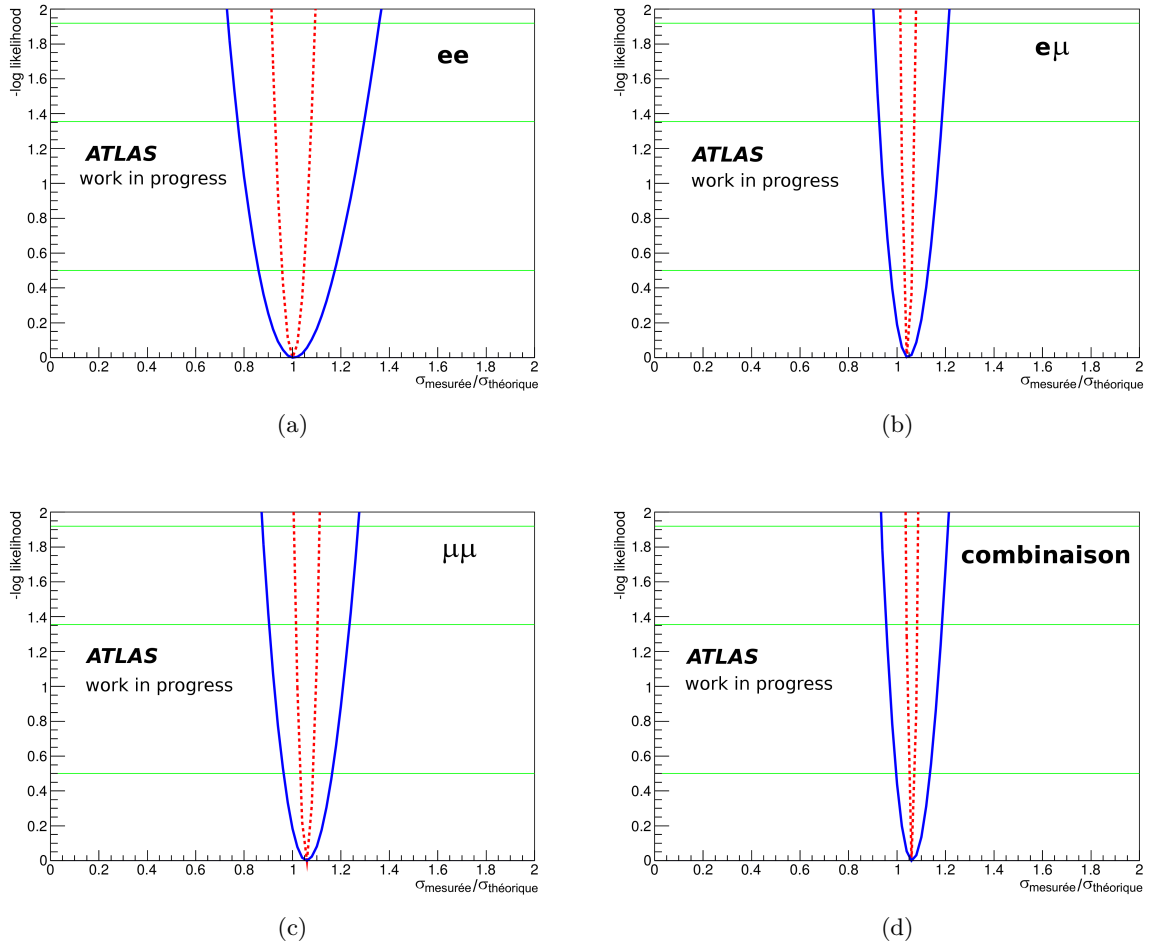 -log likelihood
2
1.8
1.6
1.4
1.2
1
0.8
0.6
0.4
0.2
0
ee
ATLAS
work in progress
0 0.2 0.4 0.6 0.8 1 1.2 1.4 1.6 1.8 2
σmesurée/σthéorique
(a)
-log likelihood
2
1.8
1.6
1.4
1.2
1
0.8
0.6
0.4
0.2
0
eμ
ATLAS
work in progress
0 0.2 0.4 0.6 0.8 1 1.2 1.4 1.6 1.8 2
σmesurée/σthéorique
(b)
-log likelihood
2
1.8
1.6
1.4
1.2
1
0.8
0.6
0.4
0.2
0
μμ
ATLAS
work in progress
0 0.2 0.4 0.6 0.8 1 1.2 1.4 1.6 1.8 2
σmesurée/σthéorique
(c)
-log likelihood
2
1.8
1.6
1.4
1.2
1
0.8
0.6
0.4
0.2
0
combinaison
ATLAS
work in progress
0 0.2 0.4 0.6 0.8 1 1.2 1.4 1.6 1.8 2
σmesurée/σthéorique
(d)